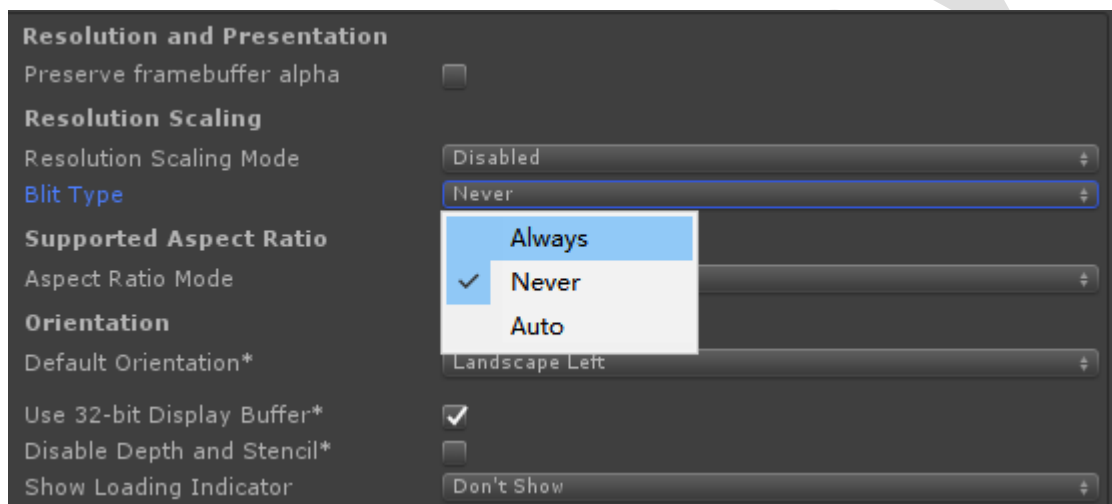 Resolution and Presentation
Preserve framebuffer alpha
Resolution Scaling
Resolution Scaling Mode Disabled
Blit Type Never
Always
Supported Aspect Ratio
Aspect Ratio Mode
Never
Auto
Orientation
Default Orientation* Landscape Left
Use 32-bit Display Buffer*
Disable Depth and Stencil*
Show Loading Indicator Don't Show